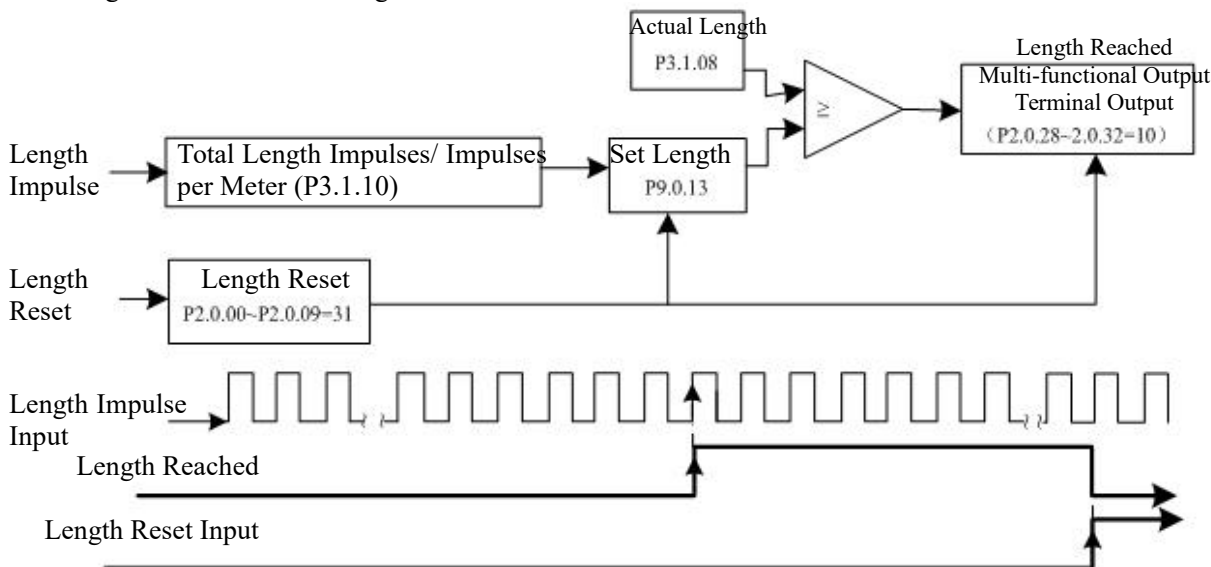 Actual Length
P3.1.08
Length Reached
Multi-functional Output
Terminal Output
（P2.0.28~2.0.32=10）
≥
Length
Impulse
Total Length Impulses/ Impulses
per Meter (P3.1.10)
Set Length
P9.0.13
Length
Reset
Length Reset
P2.0.00~P2.0.09=31
Length Impulse
Input
Length Reached
Length Reset Input